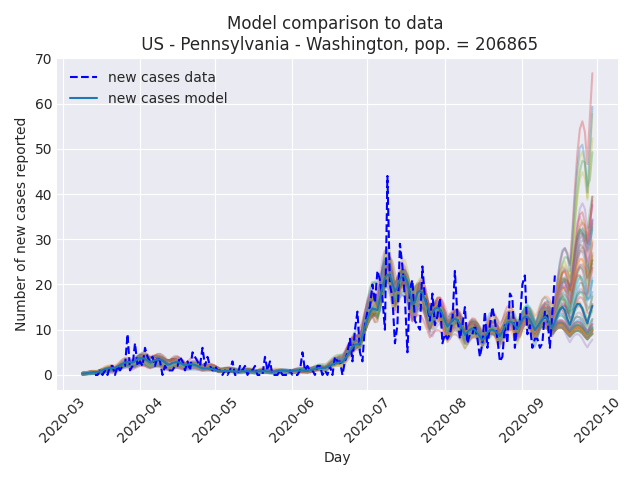 Model comparison to data
US - Pennsylvania - Washington, pop. = 206865
70
60
50
40
30
20
10
0
Number of new cases reported
new cases data
new cases model
2020-03
2020-04
2020-05
2020-06
2020-07
2020-08
2020-09
2020-10
Day